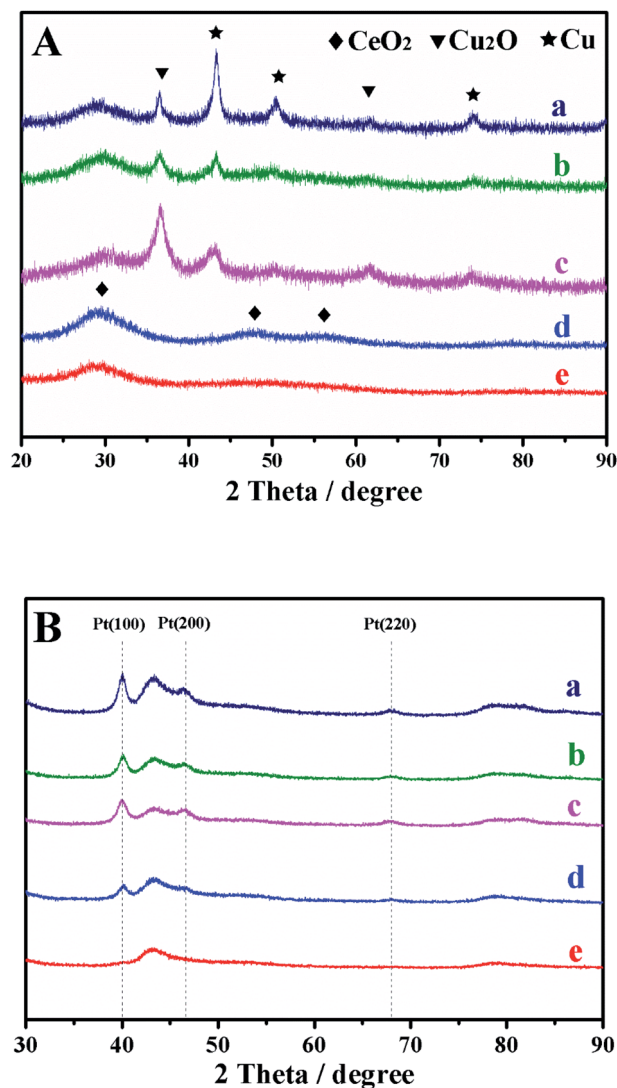 A ◆ CeO₂ ▼ Cu₂O ★ Cu
a
b
c
d
e
20 30 40 50 60 70 80 90
2 Theta / degree
B Pt(100) Pt(200) Pt(220)
a
b
c
d
e
30 40 50 60 70 80 90
2 Theta / degree